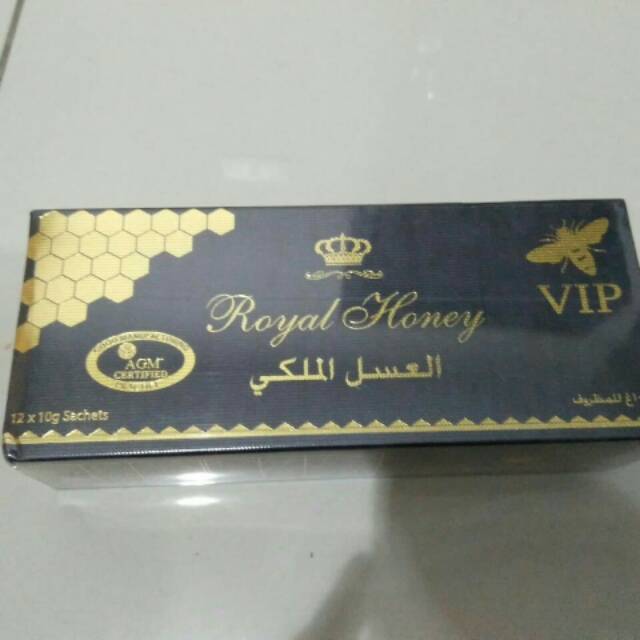 Royal Honey
VIP
العسل الملكي
AGM
CERTIFIED
12 x 10g Sachets